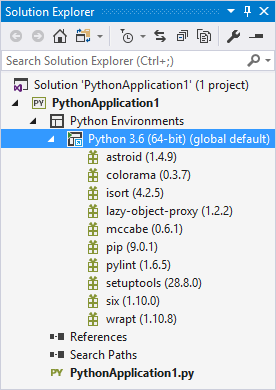 Solution Explorer
Search Solution Explorer (Ctrl+;)
Solution 'PythonApplication1' (1 project)
PY PythonApplication1
Python Environments
Python 3.6 (64-bit) (global default)
astroid (1.4.9)
colorama (0.3.7)
isort (4.2.5)
lazy-object-proxy (1.2.2)
mccabe (0.6.1)
pip (9.0.1)
pylint (1.6.5)
setuptools (28.8.0)
six (1.10.0)
wrapt (1.10.8)
References
Search Paths
PY PythonApplication1.py